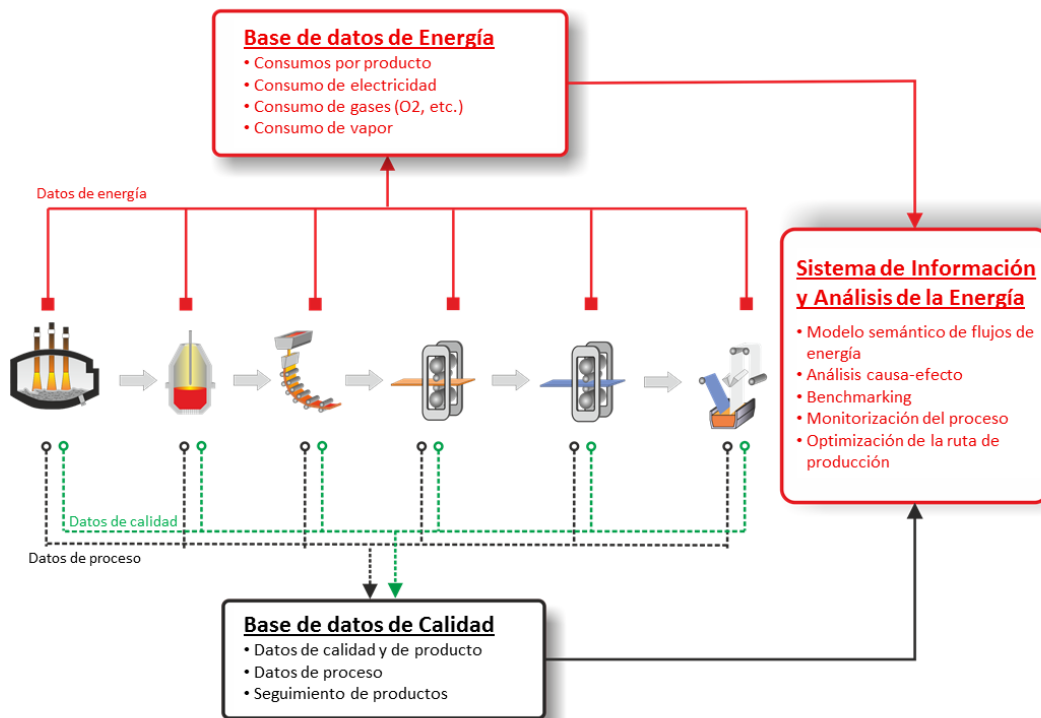 Base de datos de Energía
• Consumos por producto
• Consumo de electricidad
• Consumo de gases (O2, etc.)
• Consumo de vapor
Datos de energía
Sistema de Información
y Análisis de la Energía
• Modelo semántico de flujos de
energía
• Análisis causa-efecto
• Benchmarking
• Monitorización del proceso
• Optimización de la ruta de
producción
Datos de calidad
Datos de proceso
Base de datos de Calidad
• Datos de calidad y de producto
• Datos de proceso
• Seguimiento de productos